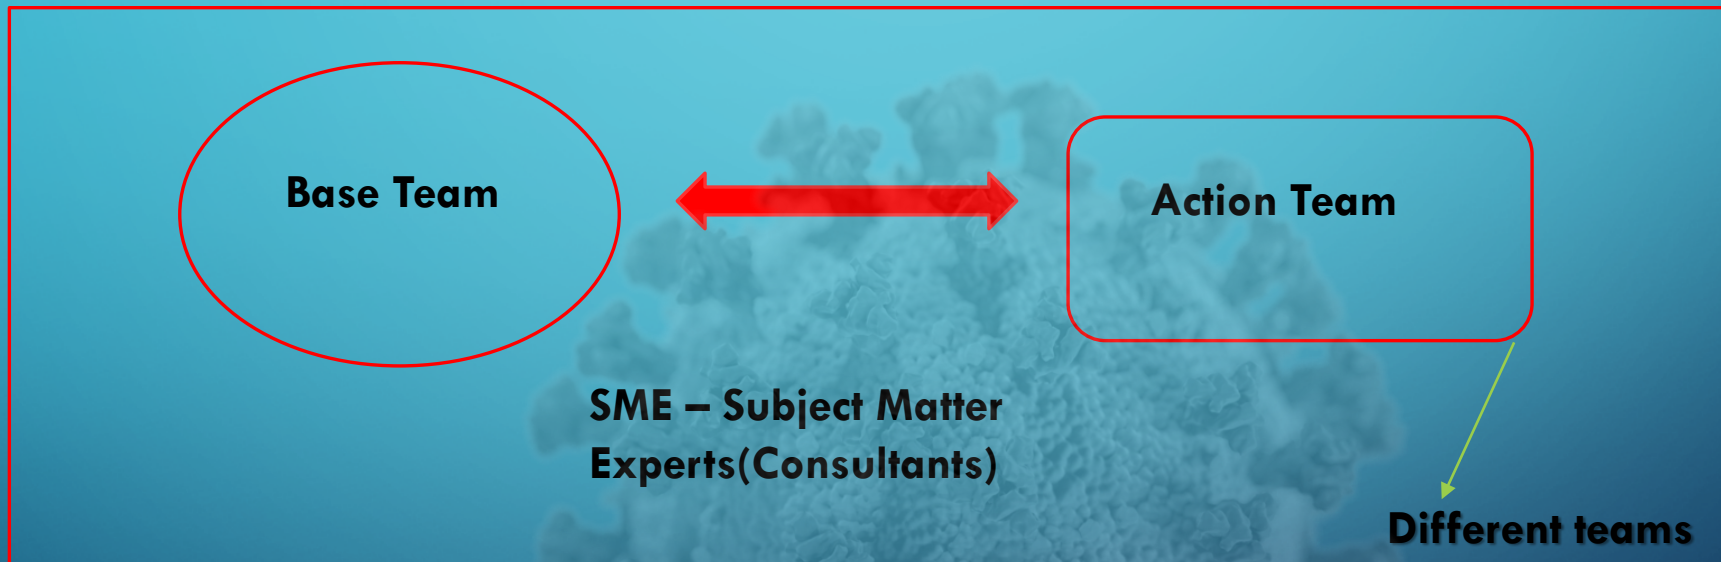 Base Team
Action Team
SME – Subject Matter
Experts(Consultants)
Different teams